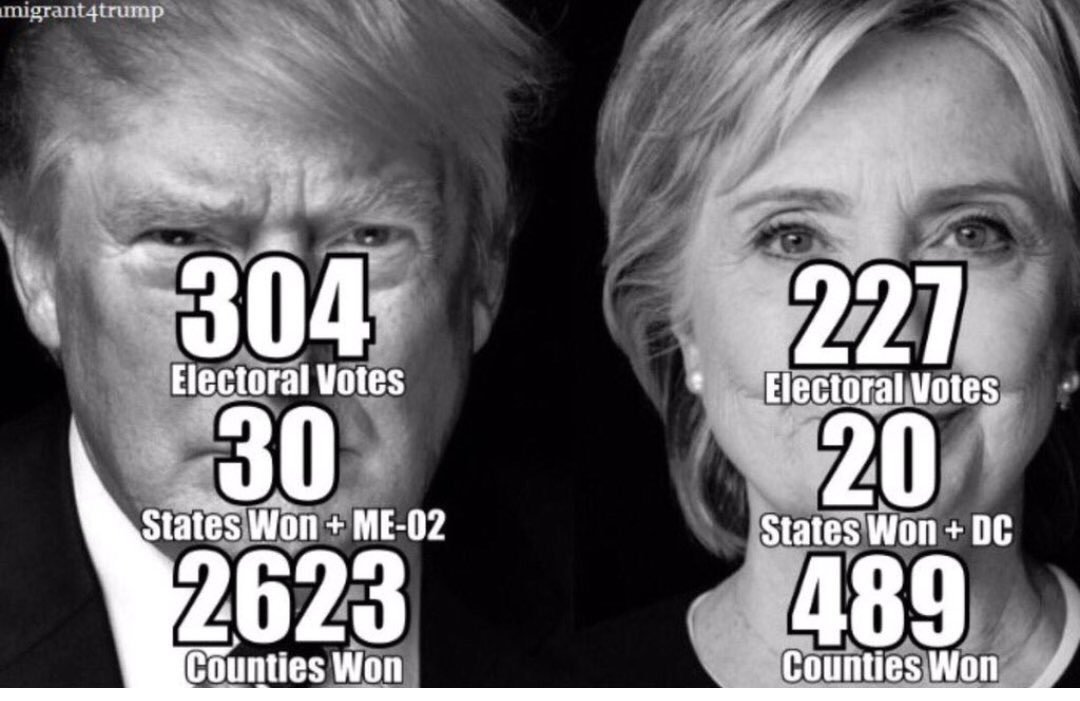 migrant4trump
304
Electoral Votes
30
States Won + ME-02
2623
Counties Won
227
Electoral Votes
20
States Won + DC
489
Counties Won